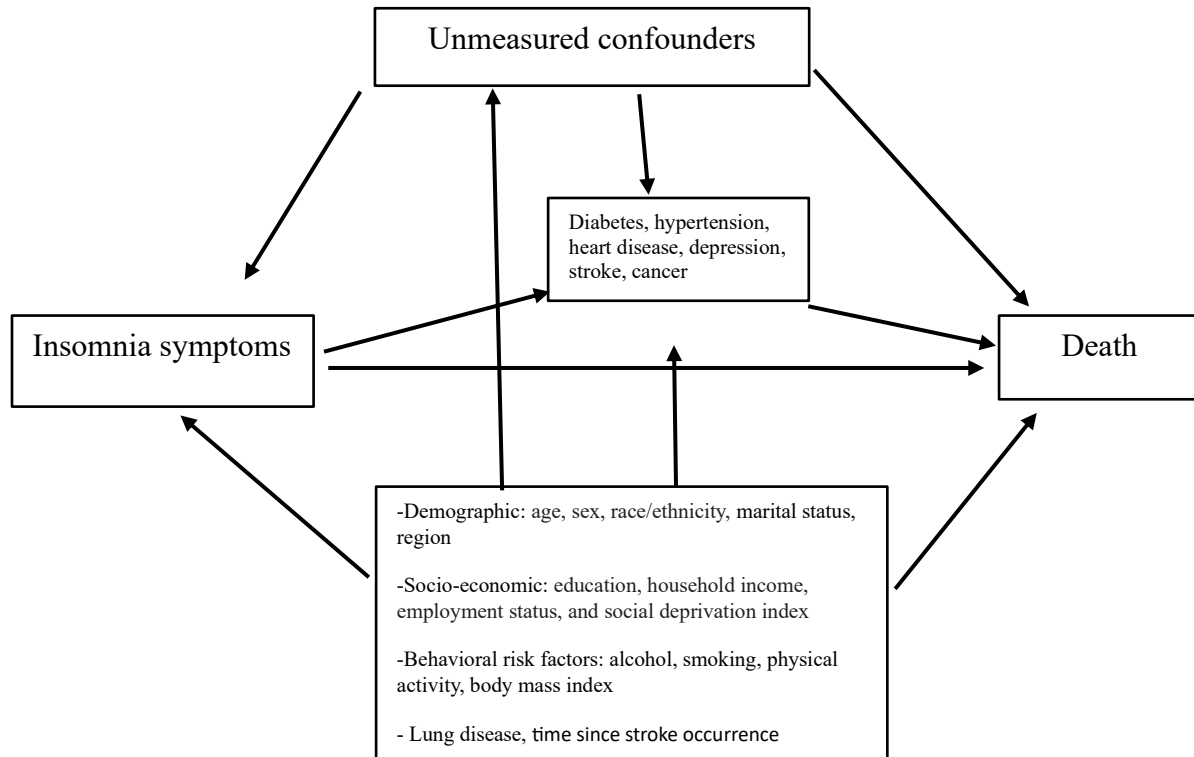 Unmeasured confounders
Diabetes, hypertension,
heart disease, depression,
stroke, cancer
Insomnia symptoms
Death
-Demographic: age, sex, race/ethnicity, marital status,
region
-Socio-economic: education, household income,
employment status, and social deprivation index
-Behavioral risk factors: alcohol, smoking, physical
activity, body mass index
- Lung disease, time since stroke occurrence